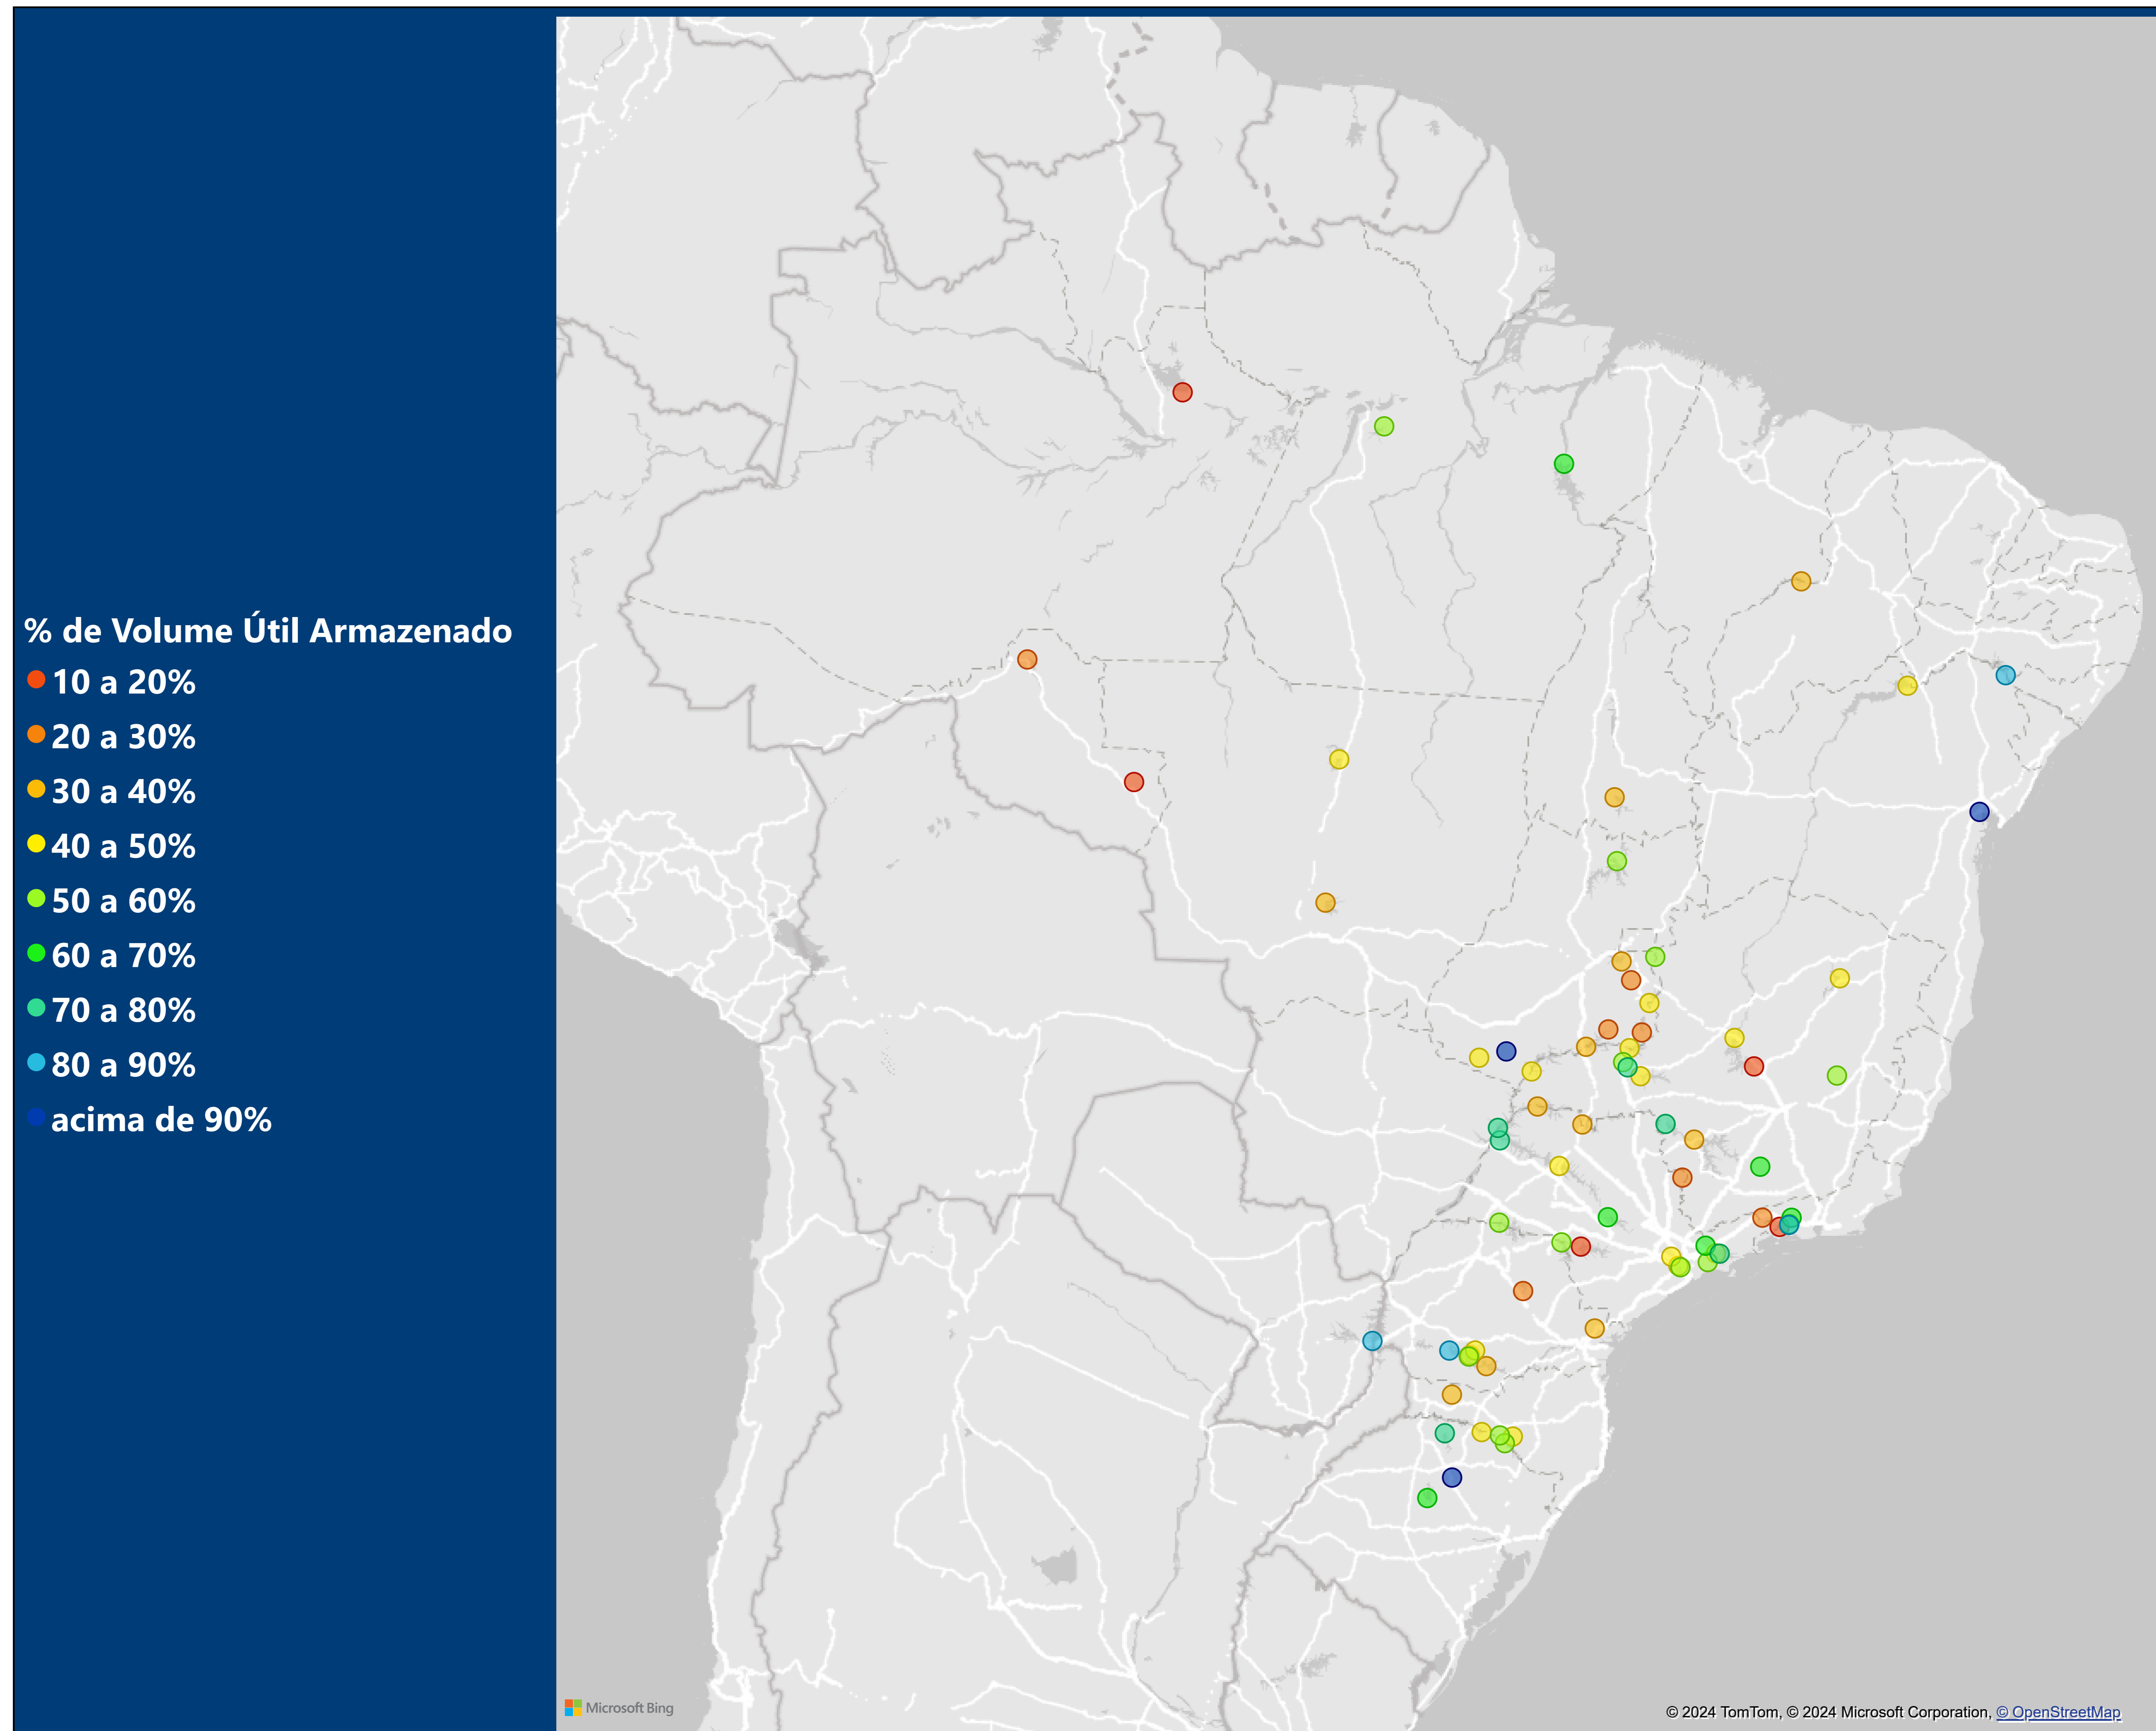 % de Volume Útil Armazenado
10 a 20%
20 a 30%
30 a 40%
40 a 50%
50 a 60%
60 a 70%
70 a 80%
80 a 90%
acima de 90%
Microsoft Bing
© 2024 TomTom, © 2024 Microsoft Corporation, © OpenStreetMap